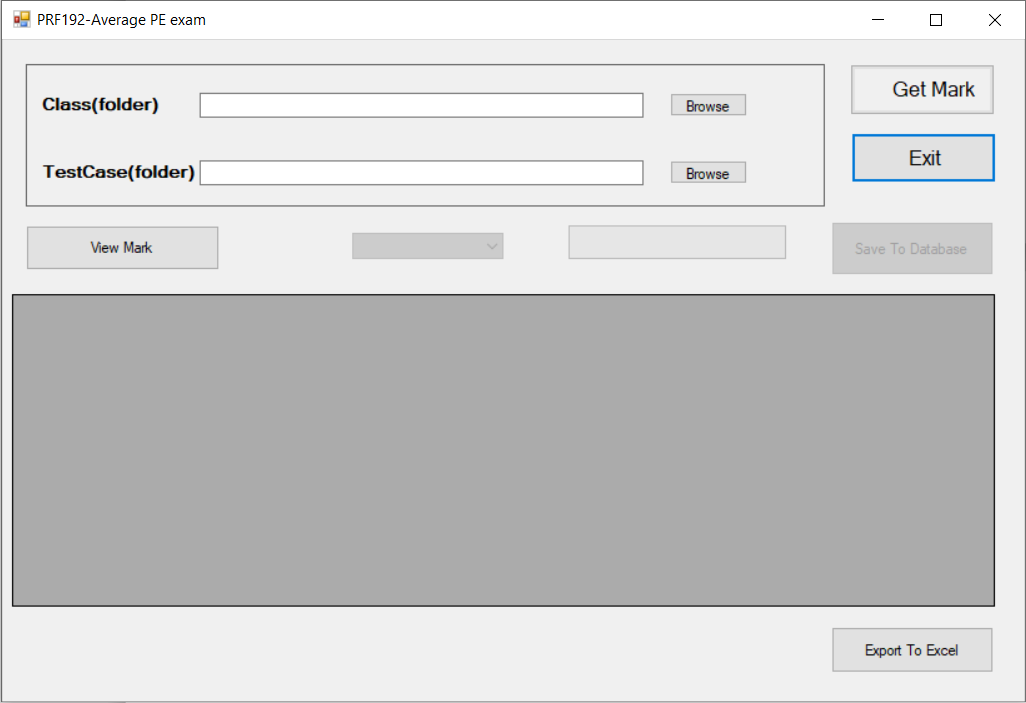 PRF192-Average PE exam
Class(folder)
Browse
Get Mark
TestCase(folder)
Browse
Exit
View Mark
Save To Database
Export To Excel